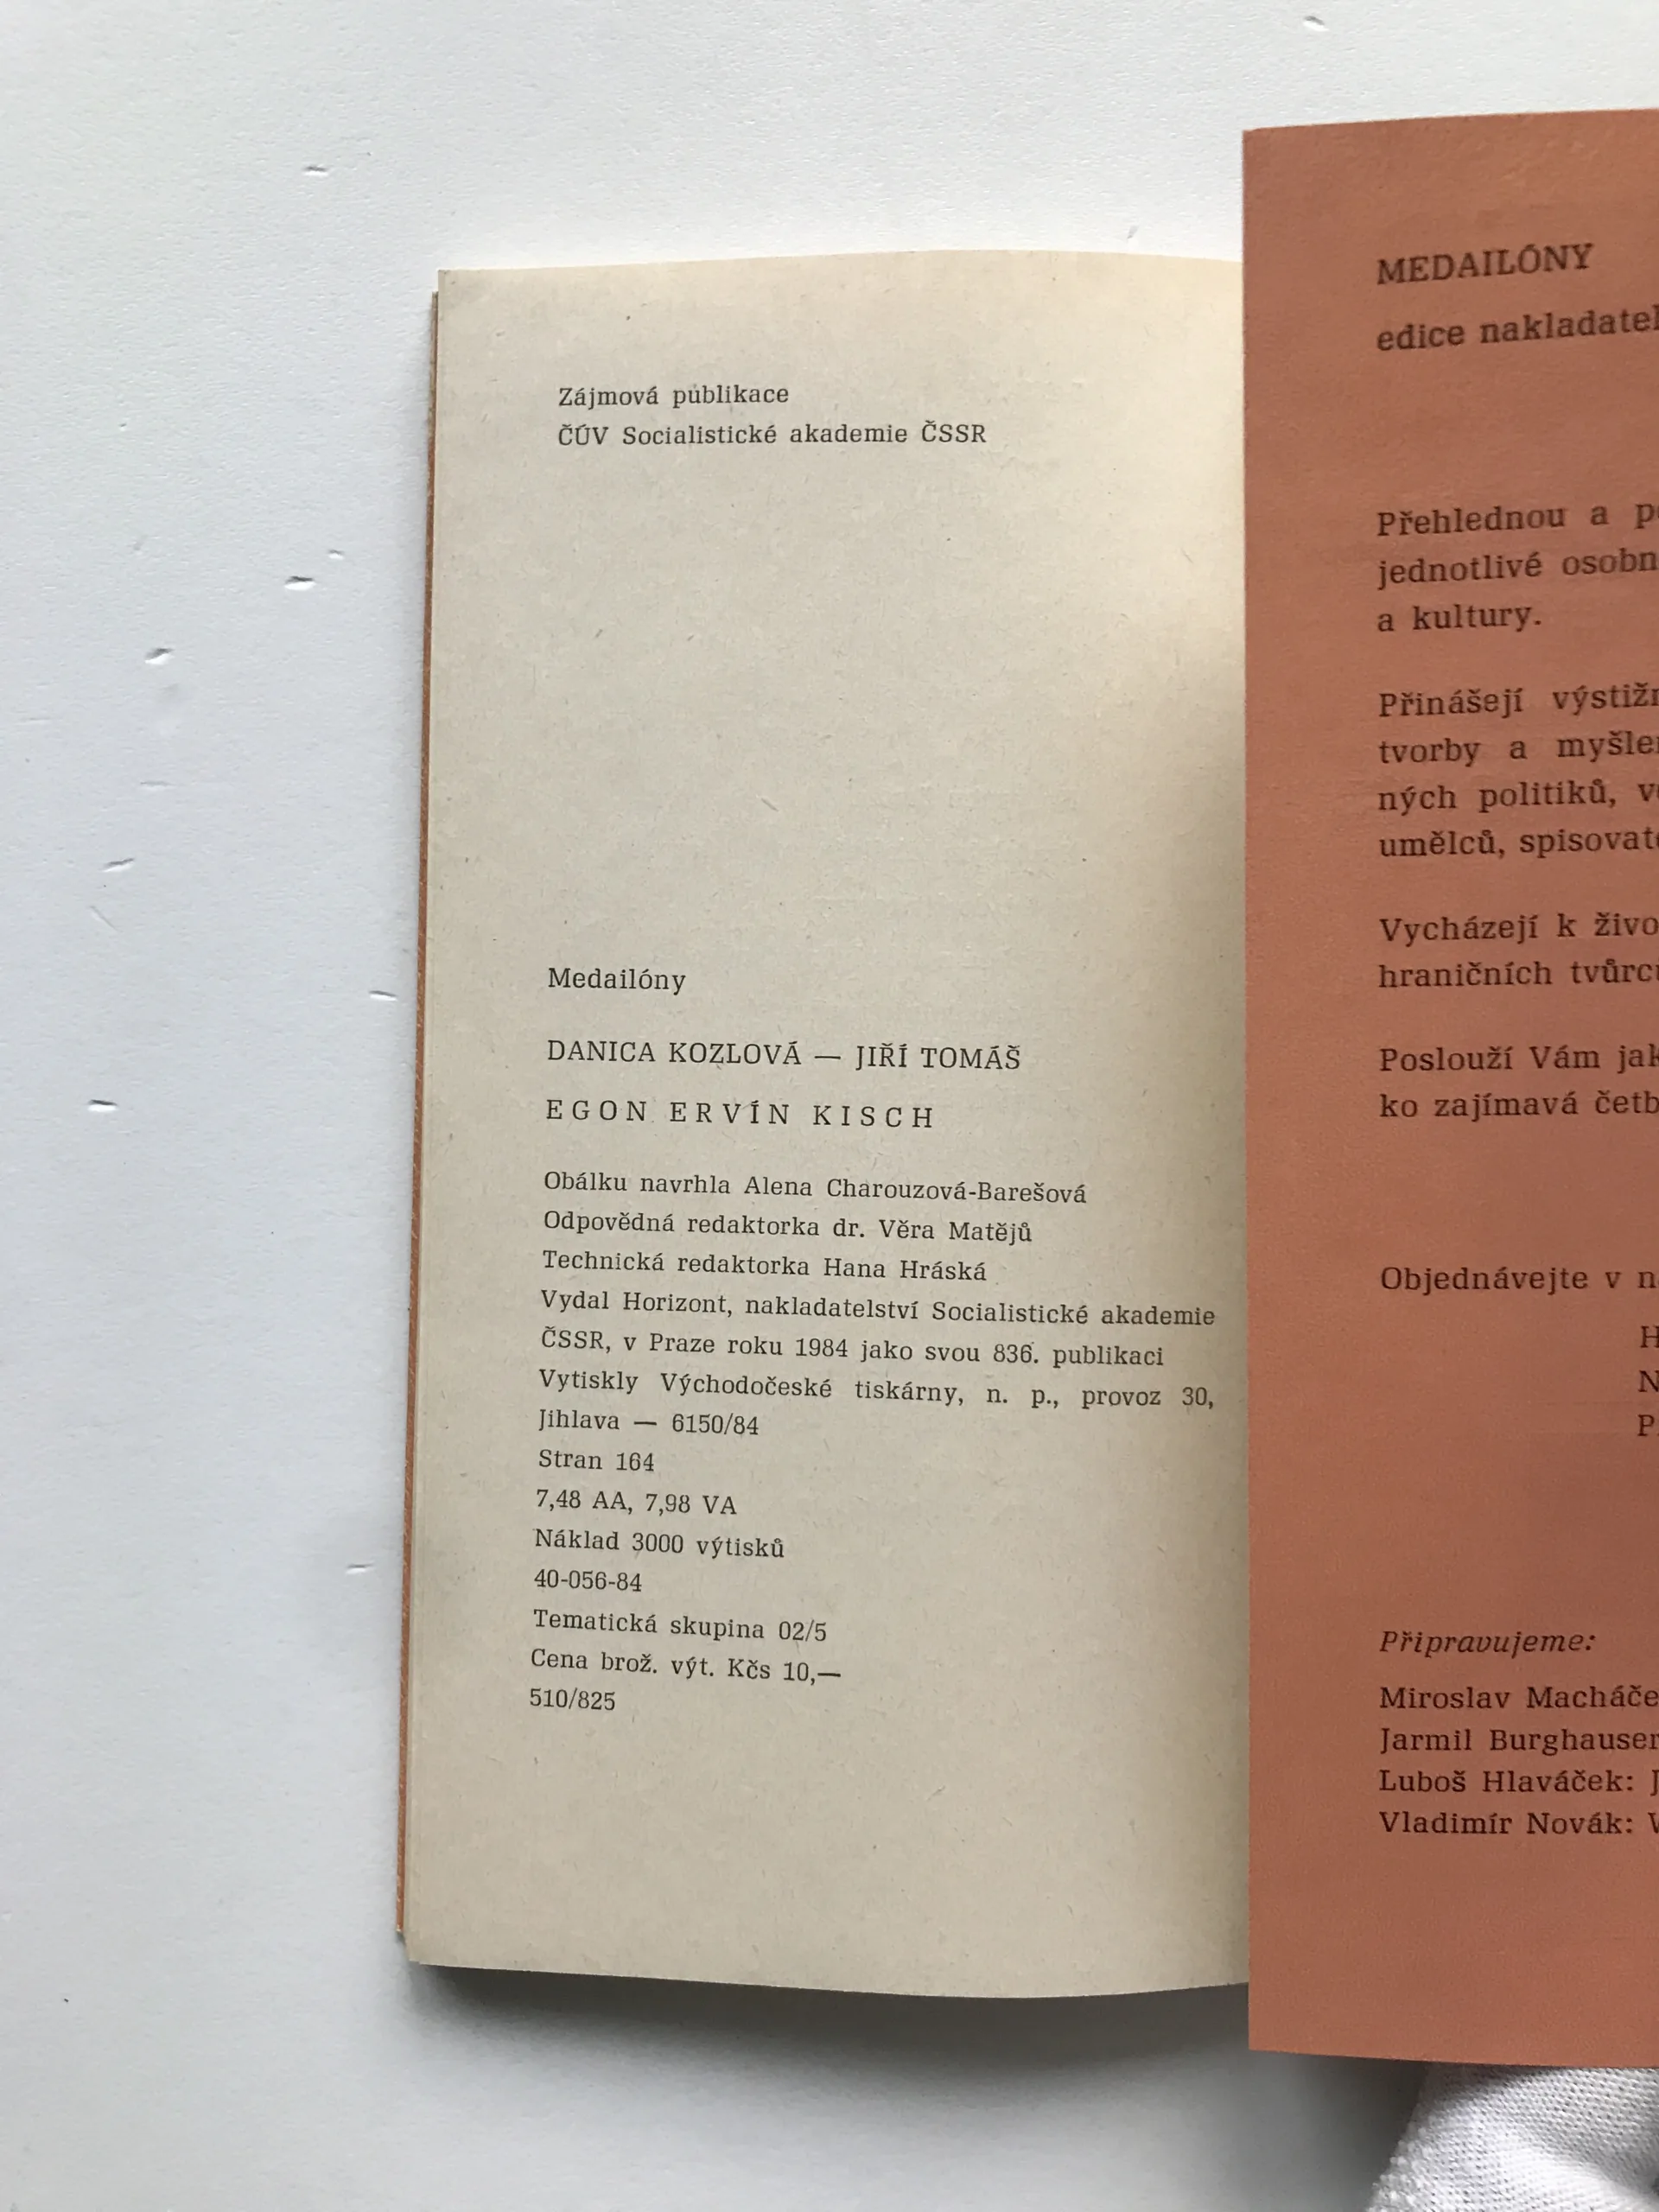 Zájmová publikace
ČÚV Socialistické akademie ČSSR
Medailóny
DANICA KOZLOVÁ — JIŘÍ TOMÁŠ
EGON ERVÍN KISCH
Obálku navrhla Alena Charouzová-Barešová
Odpovědná redaktorka dr. Věra Matějů
Technická redaktorka Hana Hráská
Vydal Horizont, nakladatelství Socialistické akademie
ČSSR, v Praze roku 1984 jako svou 836. publikaci
Vytiskly Východočeské tiskárny, n. p., provoz 30,
Jihlava — 6150/84
Stran 164
7,48 AA, 7,98 VA
Náklad 3000 výtisků
40-056-84
Tematická skupina 02/5
Cena brož. výt. Kčs 10,—
510/825
MEDAILÓNY
edice
Přehlednou a
jednotlivé
a kultury.
Přinášejí
tvorby a
ných politiků,
umělců,
Vycházejí k
hraničních
Poslouží Vám
ko zajímavá
Objednávejte v
Připravujeme:
Miroslav
Jarmil Burghauser
Luboš Hlaváček:
Vladimír Novák: